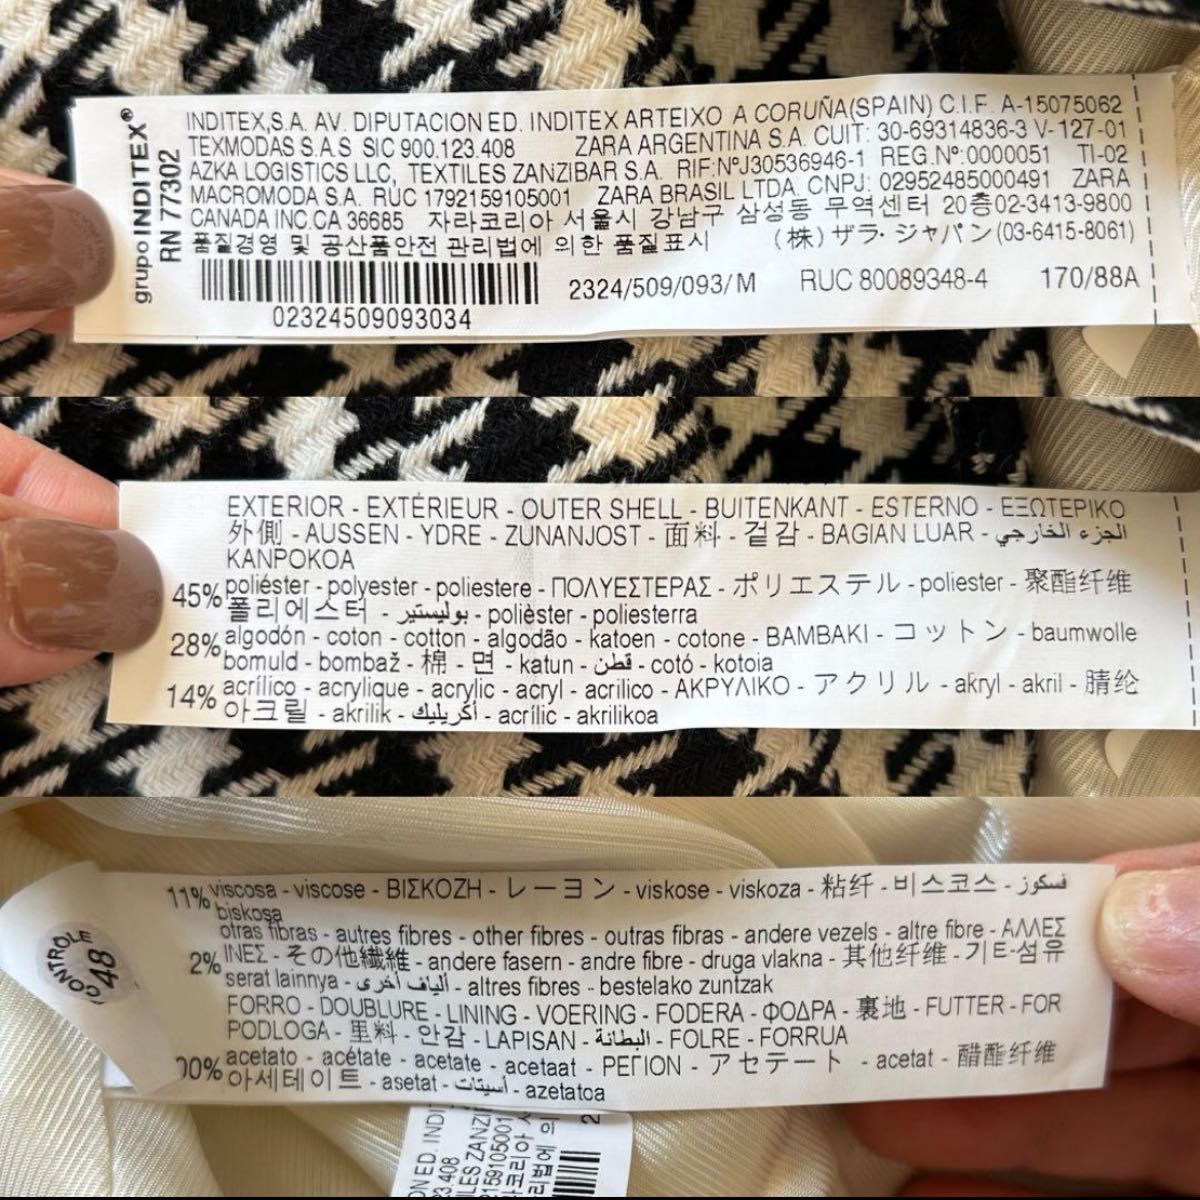 grupo INDITEX®
RN 77302
INDITEX,S.A. AV. DIPUTACION ED. INDITEX ARTEIXO A CORUÑA(SPAIN) C.I.F. A-15075062
TEXMODAS S.A.S SIC 900.123.408 ZARA ARGENTINA S.A. CUIT: 30-69314836-3 V-127-01
AZKA LOGISTICS LLC, TEXTILES ZANZIBAR S.A. RIF:NºJ30536946-1 REG.Nº:0000051 TI-02
MACROMODA S.A. RUC 1792159105001 ZARA BRASIL LTDA. CNPJ: 02952485000491 ZARA
CANADA INC.CA 36685 자라코리아 서울시 강남구 삼성동 무역센터 20층02-3413-9800
품질경영 및 공산품안전 관리법에 의한 품질표시 (株) ザラ・ジャパン (03-6415-8061)
2324/509/093/M RUC 80089348-4 170/88A
02324509093034
EXTERIOR - EXTÉRIEUR - OUTER SHELL - BUITENKANT - ESTERNO - ΕΞΩΤΕΡΙΚΟ
外側 - AUSSEN - YDRE - ZUNANJOST - 面料 - 겉감 - BAGIAN LUAR - الجزء الخارجي
KANPOKOA
45% poliéster - polyester - poliestere - ΠΟΛΥΕΣΤΕΡΑΣ - ポリエステル - poliester - 聚酯纤维
폴리에스터 - بوليستير - polièster - poliesterra
28% algodón - coton - cotton - algodão - katoen - cotone - BAMBAKI - コットン - baumwolle
bomuld - bombaž - 棉 - 면 - katun - قطن - cotó - kotoia
14% acrílico - acrylique - acrylic - acryl - acrilico - ΑΚΡΥΛΙΚΟ - アクリル - akryl - akril - 腈纶
아크릴 - akrilik - أكريليك - acrílic - akrilikoa
11% viscosa - viscose - ΒΙΣΚΟΖΗ - レーヨン - viskose - viskoza - 粘纤 - 비스코스 - فسكوز
biskosa
otras fibras - autres fibres - other fibres - outras fibras - andere vezels - altre fibre - ΑΛΛΕΣ
2% ΙΝΕΣ - その他繊維 - andere fasern - andre fibre - druga vlakna - 其他纤维 - 기타섬유
serat lainnya - ألياف أخرى - altres fibres - bestelako zuntzak
FORRO - DOUBLURE - LINING - VOERING - FODERA - ΦΟΔΡΑ - 裏地 - FUTTER - FOR
PODLOGA - 里料 - 안감 - LAPISAN - البطانة - FOLRE - FORRUA
00% acetato - acétate - acetate - acetaat - ΡΕΓΙΟΝ - アセテート - acetat - 醋酯纤维
아세테이트 - asetat - أسيتات - azetatoa
CONTRÔLE
48
ON ED. INDI
23.408
ES ZANZI
159105001